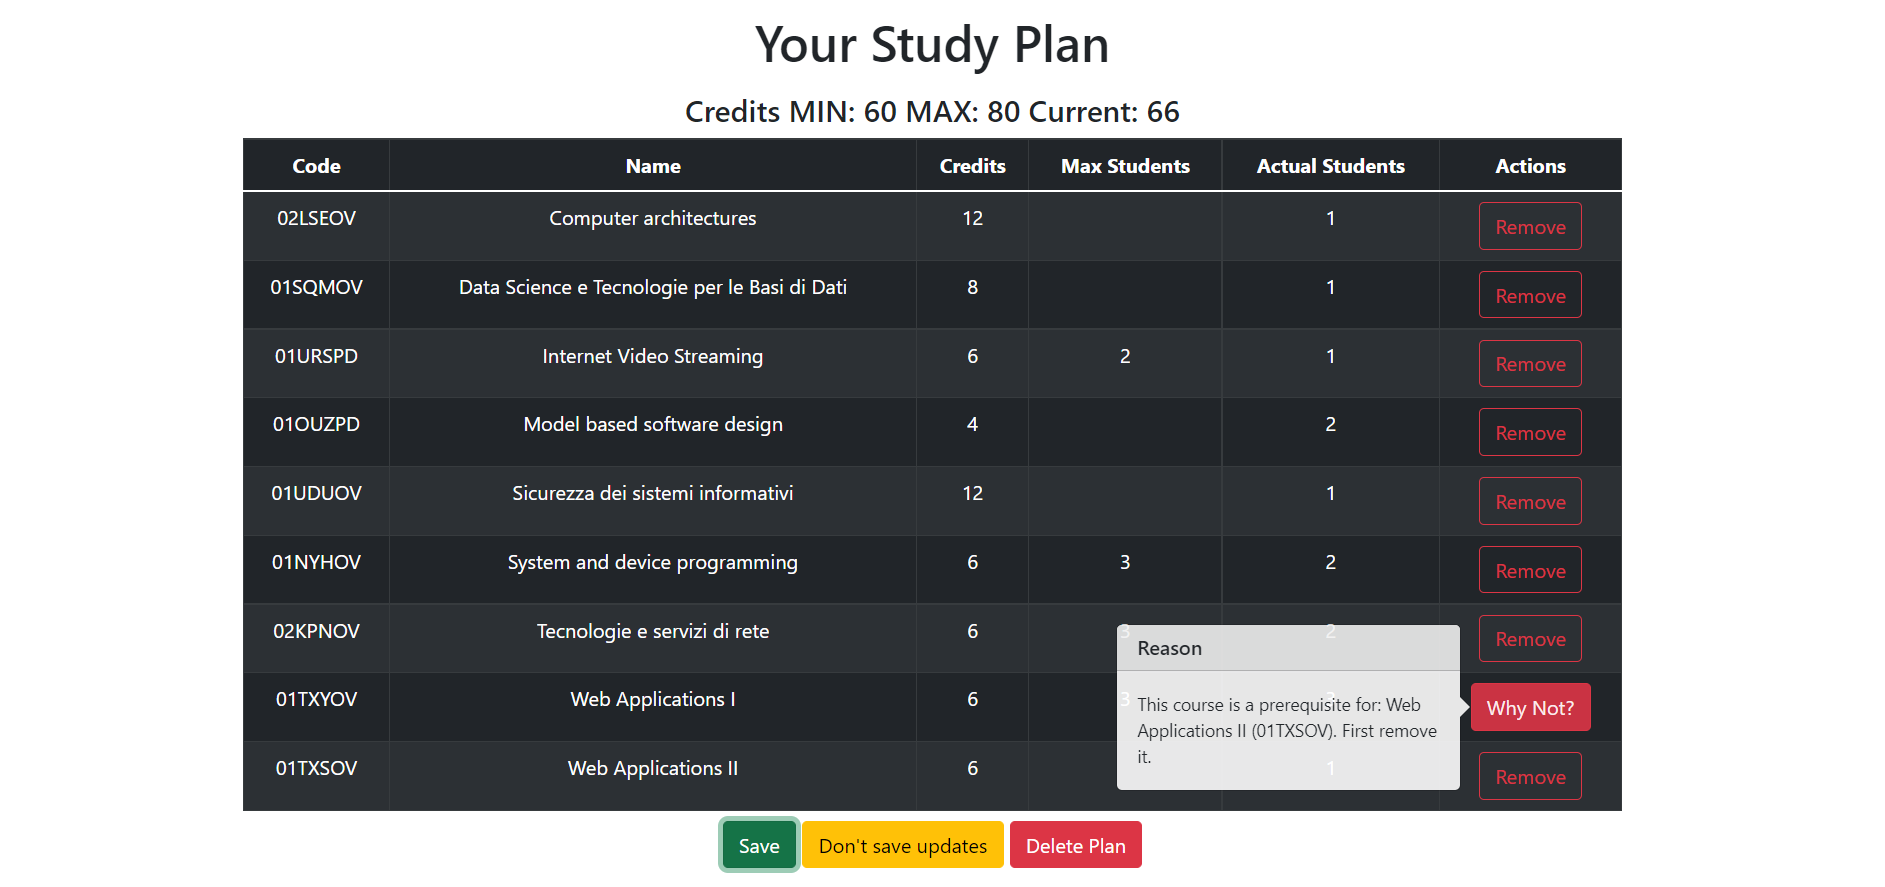 Your Study Plan
Credits MIN: 60 MAX: 80 Current: 66
Code Name Credits Max Students Actual Students Actions
02LSEOV Computer architectures 12 1 Remove
01SQMOV Data Science e Tecnologie per le Basi di Dati 8 1 Remove
01URSPD Internet Video Streaming 6 2 1 Remove
01OUZPD Model based software design 4 2 Remove
01UDUOV Sicurezza dei sistemi informativi 12 1 Remove
01NYHOV System and device programming 6 3 2 Remove
02KPNOV Tecnologie e servizi di rete 6 3 2 Remove
Reason
01TXYOV Web Applications I 6 3 Why Not?
This course is a prerequisite for: Web
Applications II (01TXSOV). First remove
it.
01TXSOV Web Applications II 6 1 Remove
Save Don't save updates Delete Plan